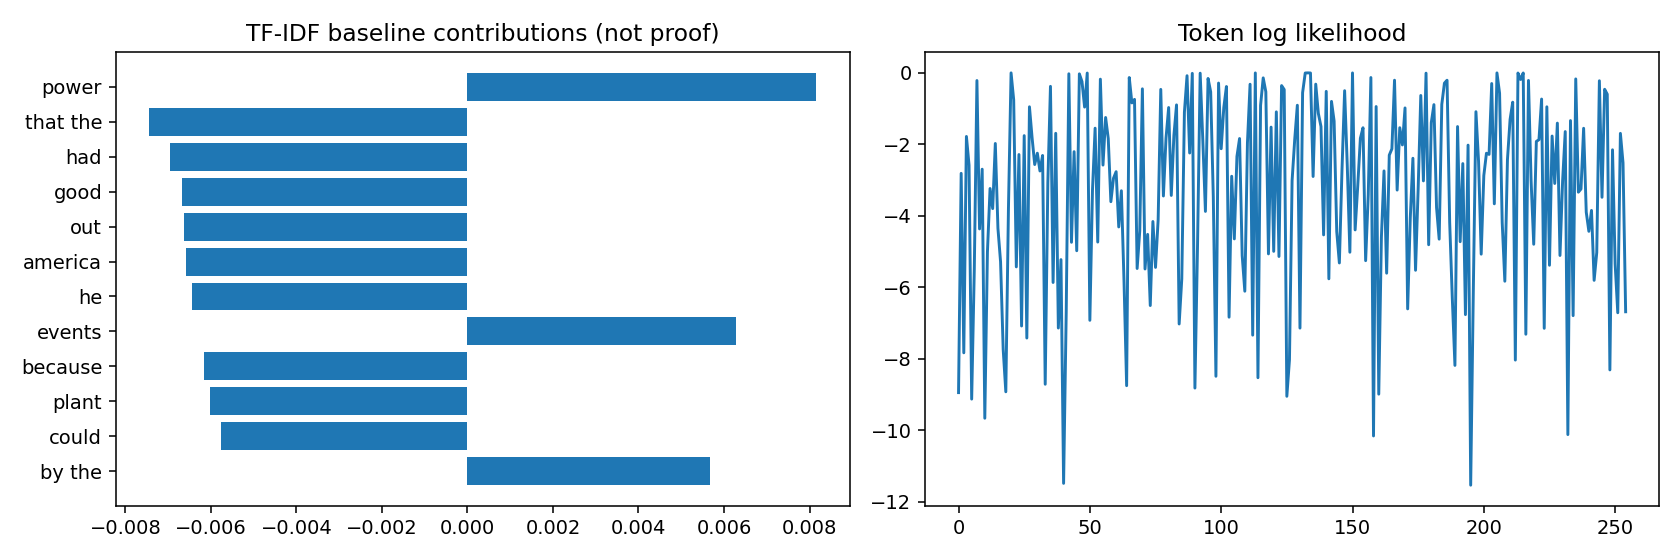 TF-IDF baseline contributions (not proof)
power
that the
had
good
out
america
he
events
because
plant
could
by the
−0.008 −0.006 −0.004 −0.002 0.000 0.002 0.004 0.006 0.008
Token log likelihood
0
−2
−4
−6
−8
−10
−12
0 50 100 150 200 250